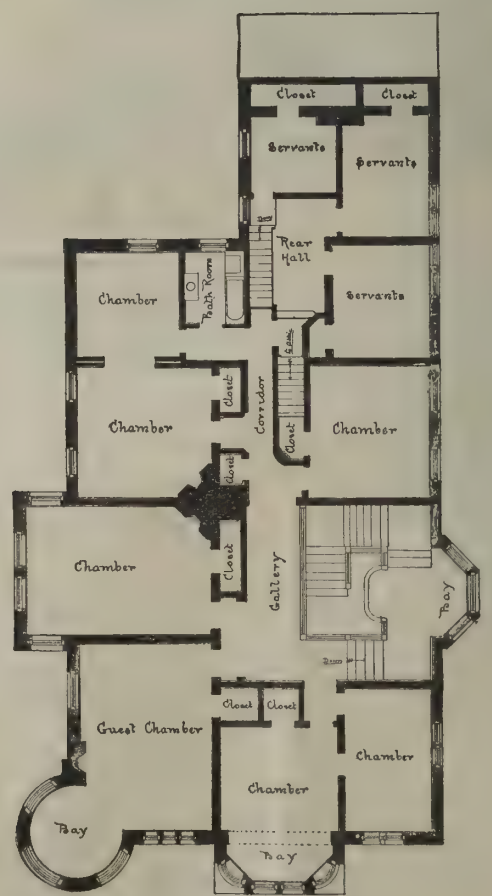 Closet
Closet
Servants
Servants
Rear
Hall
Servants
Bath Room
Chamber
Closet
Corridor
Chamber
Closet
Chamber
Closet
Closet
Chamber
Gallery
Bay
Down
Guest Chamber
Closet
Closet
Chamber
Chamber
Bay
Bay